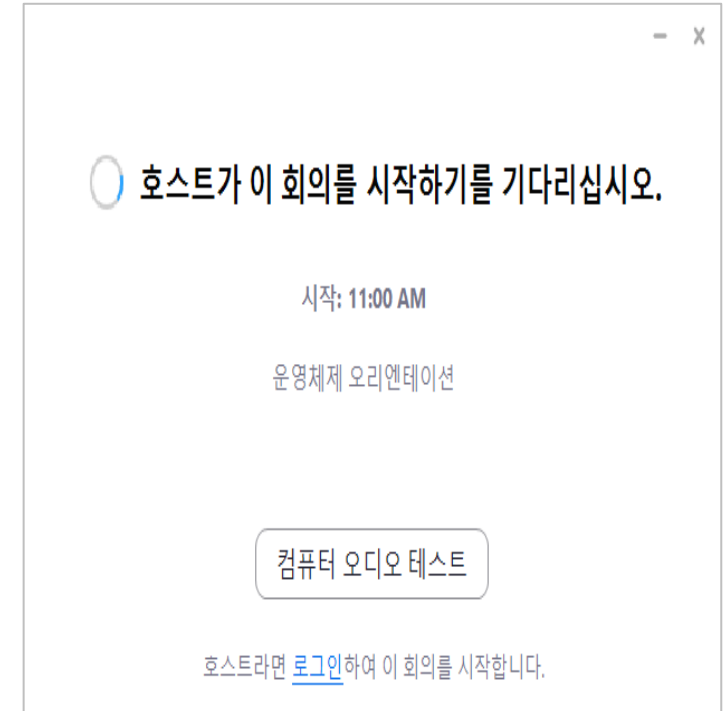 호스트가 이 회의를 시작하기를 기다리십시오.
시작: 11:00 AM
운영체제 오리엔테이션
컴퓨터 오디오 테스트
호스트라면 로그인하여 이 회의를 시작합니다.